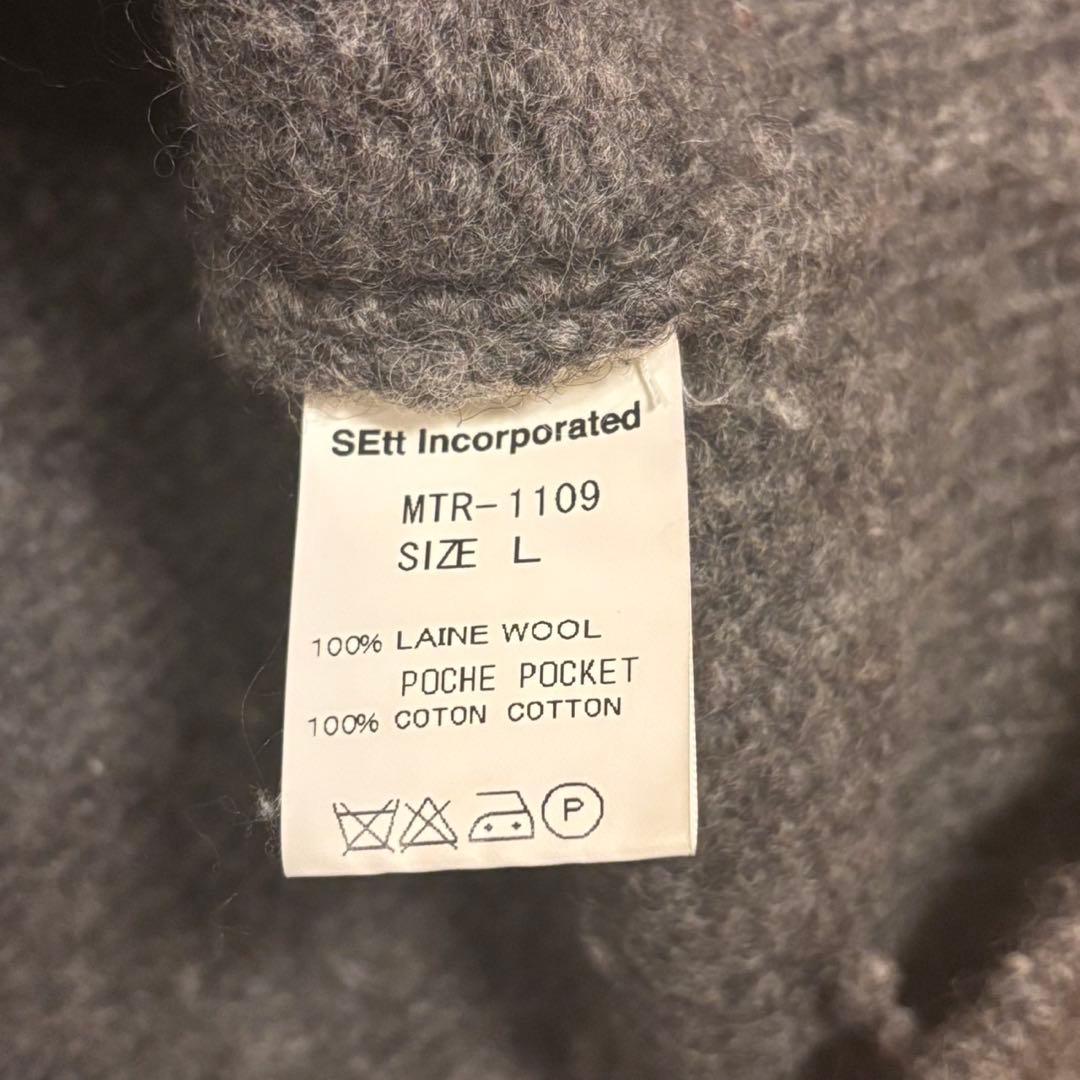 SEtt Incorporated
MTR-1109
SIZE L
100% LAINE WOOL
POCHE POCKET
100% COTON COTTON
P